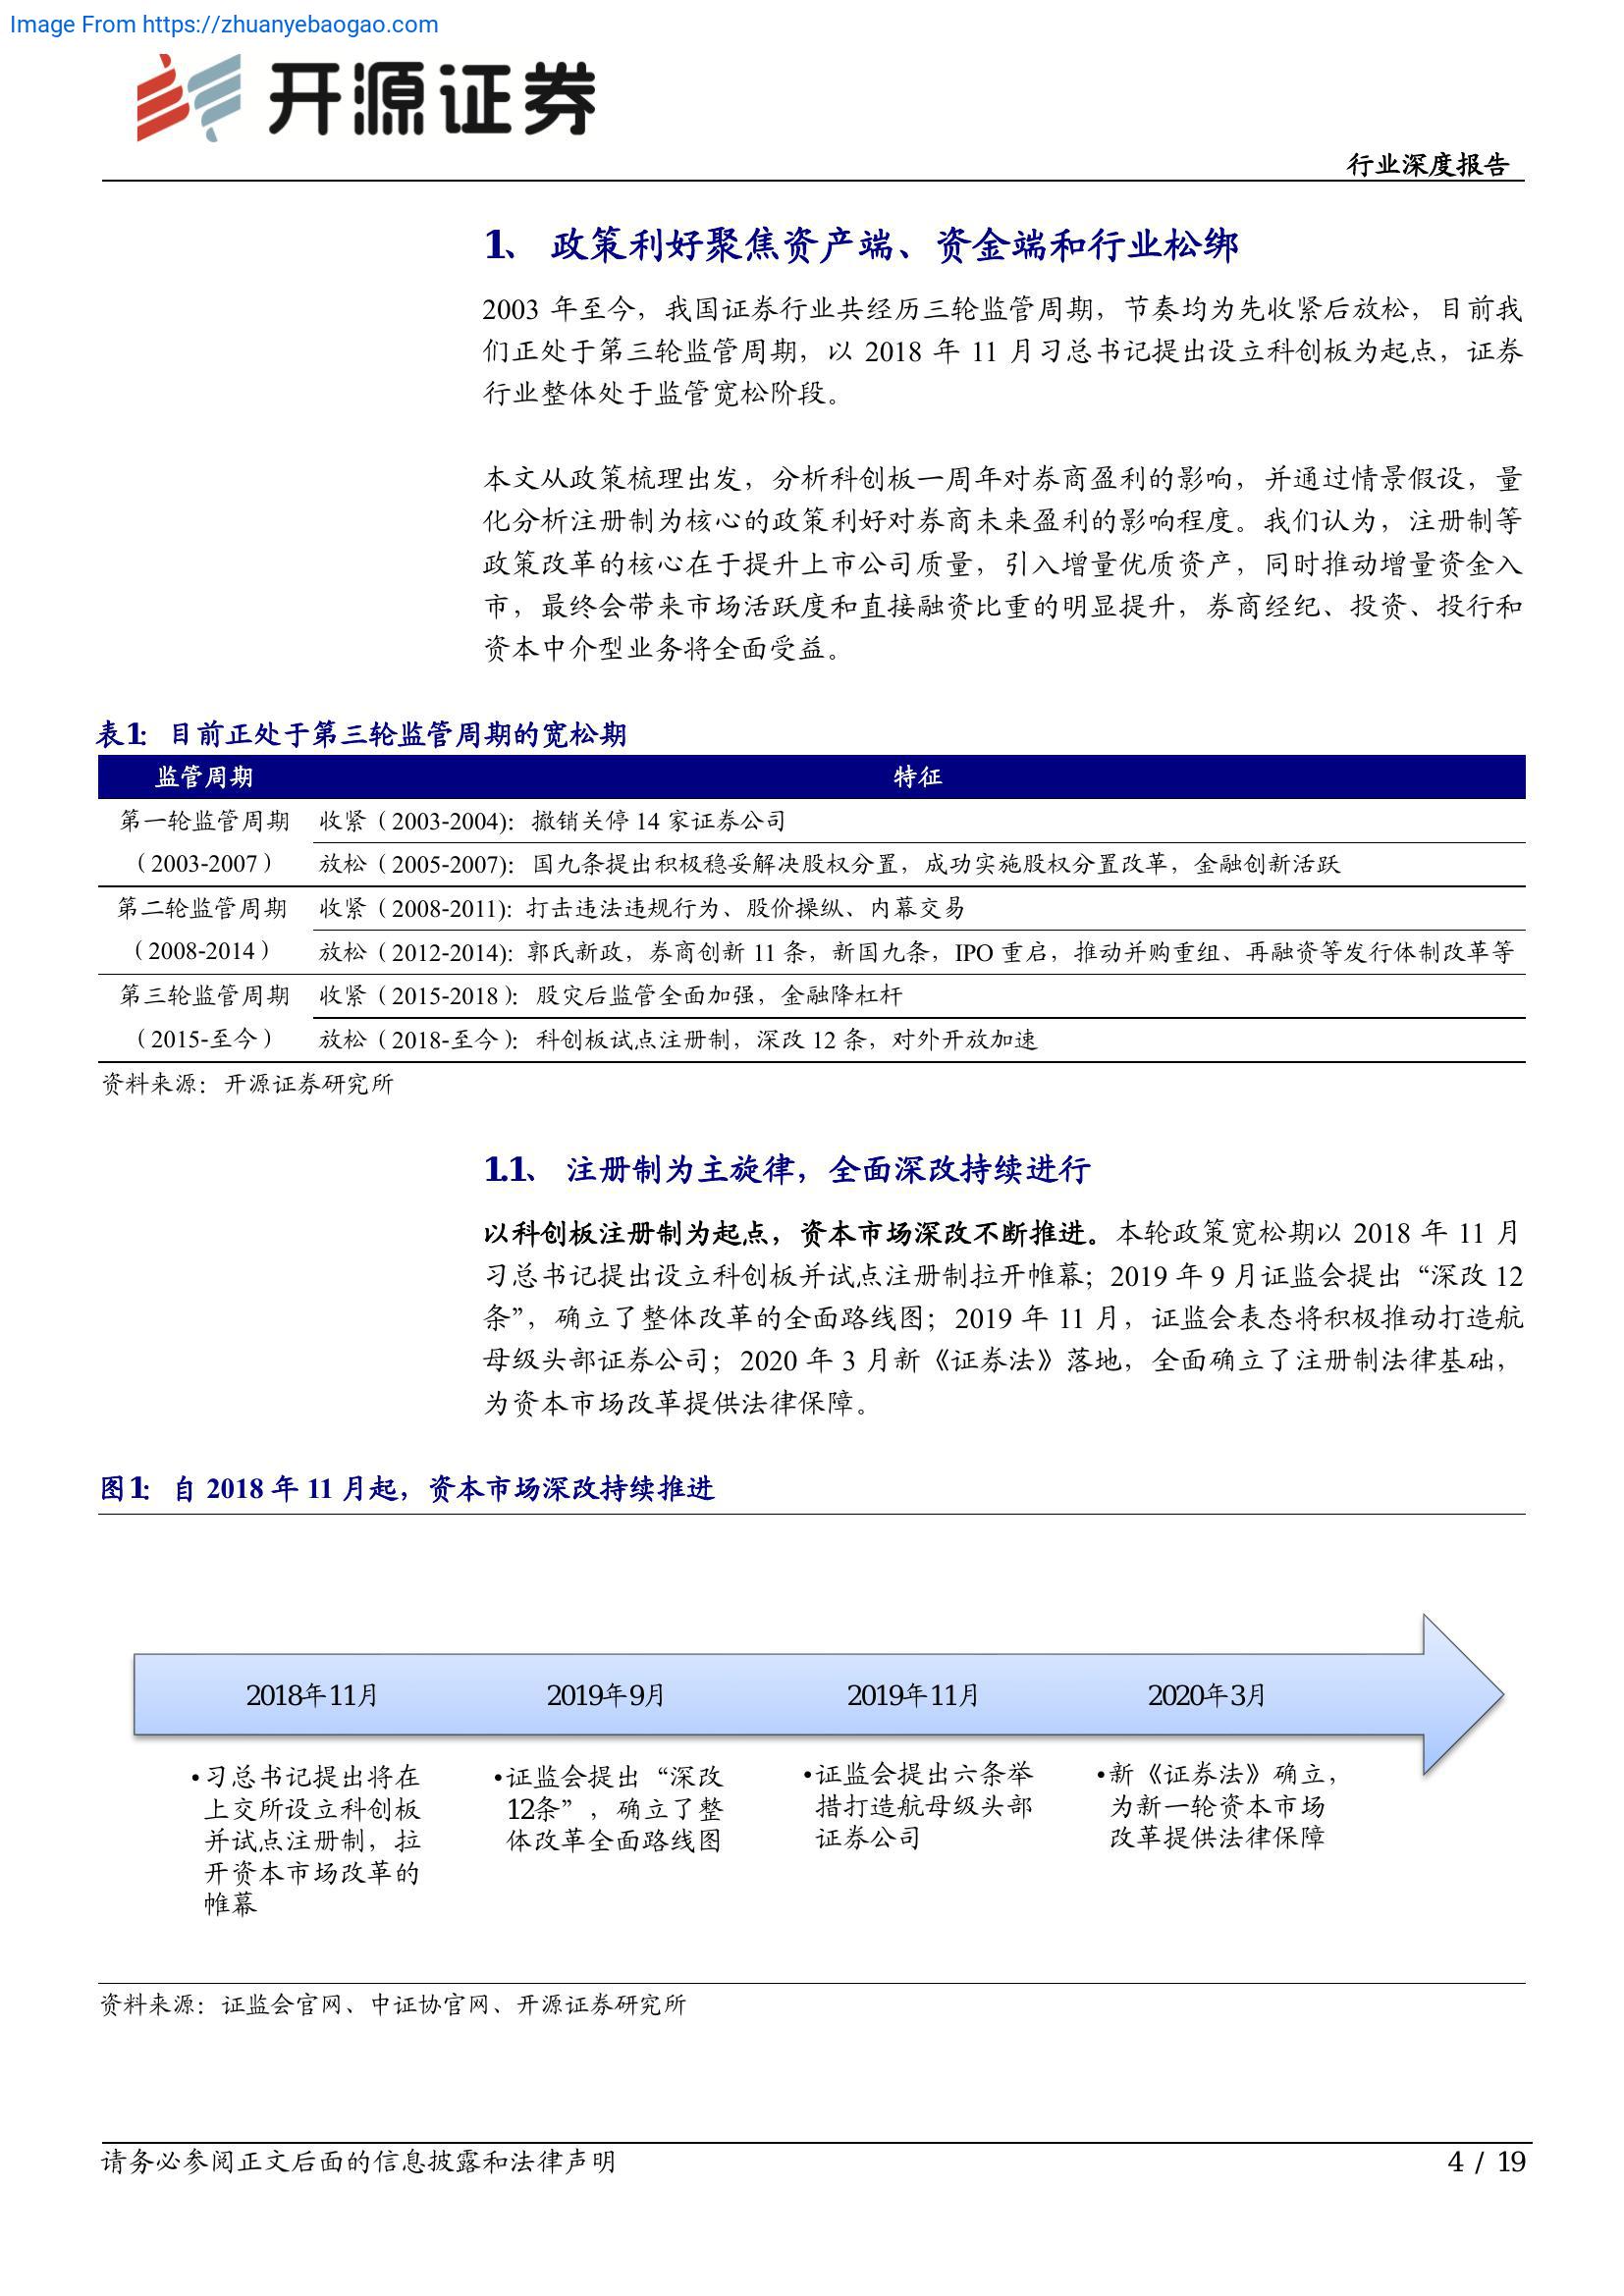 Image From https://zhuanyebaogao.com
开源证券
行业深度报告
1、 政策利好聚焦资产端、资金端和行业松绑
2003 年至今，我国证券行业共经历三轮监管周期，节奏均为先收紧后放松，目前我
们正处于第三轮监管周期，以 2018 年 11 月习总书记提出设立科创板为起点，证券
行业整体处于监管宽松阶段。
本文从政策梳理出发，分析科创板一周年对券商盈利的影响，并通过情景假设，量
化分析注册制为核心的政策利好对券商未来盈利的影响程度。我们认为，注册制等
政策改革的核心在于提升上市公司质量，引入增量优质资产，同时推动增量资金入
市，最终会带来市场活跃度和直接融资比重的明显提升，券商经纪、投资、投行和
资本中介型业务将全面受益。
表1： 目前正处于第三轮监管周期的宽松期
监管周期 特征
第一轮监管周期 收紧（2003-2004)：撤销关停 14 家证券公司
（2003-2007） 放松（2005-2007)：国九条提出积极稳妥解决股权分置，成功实施股权分置改革，金融创新活跃
第二轮监管周期 收紧（2008-2011)：打击违法违规行为、股价操纵、内幕交易
（2008-2014） 放松（2012-2014)：郭氏新政，券商创新 11 条，新国九条，IPO 重启，推动并购重组、再融资等发行体制改革等
第三轮监管周期 收紧（2015-2018）：股灾后监管全面加强，金融降杠杆
（2015-至今） 放松（2018-至今）：科创板试点注册制，深改 12 条，对外开放加速
资料来源：开源证券研究所
1.1、 注册制为主旋律，全面深改持续进行
以科创板注册制为起点，资本市场深改不断推进。本轮政策宽松期以 2018 年 11 月
习总书记提出设立科创板并试点注册制拉开帷幕；2019 年 9 月证监会提出“深改 12
条”，确立了整体改革的全面路线图；2019 年 11 月，证监会表态将积极推动打造航
母级头部证券公司；2020 年 3 月新《证券法》落地，全面确立了注册制法律基础，
为资本市场改革提供法律保障。
图1： 自 2018 年 11 月起，资本市场深改持续推进
2018年11月
2019年9月
2019年11月
2020年3月
•习总书记提出将在
上交所设立科创板
并试点注册制，拉
开资本市场改革的
帷幕
•证监会提出“深改
12条”，确立了整
体改革全面路线图
•证监会提出六条举
措打造航母级头部
证券公司
•新《证券法》确立，
为新一轮资本市场
改革提供法律保障
资料来源：证监会官网、中证协官网、开源证券研究所
请务必参阅正文后面的信息披露和法律声明
4 / 19